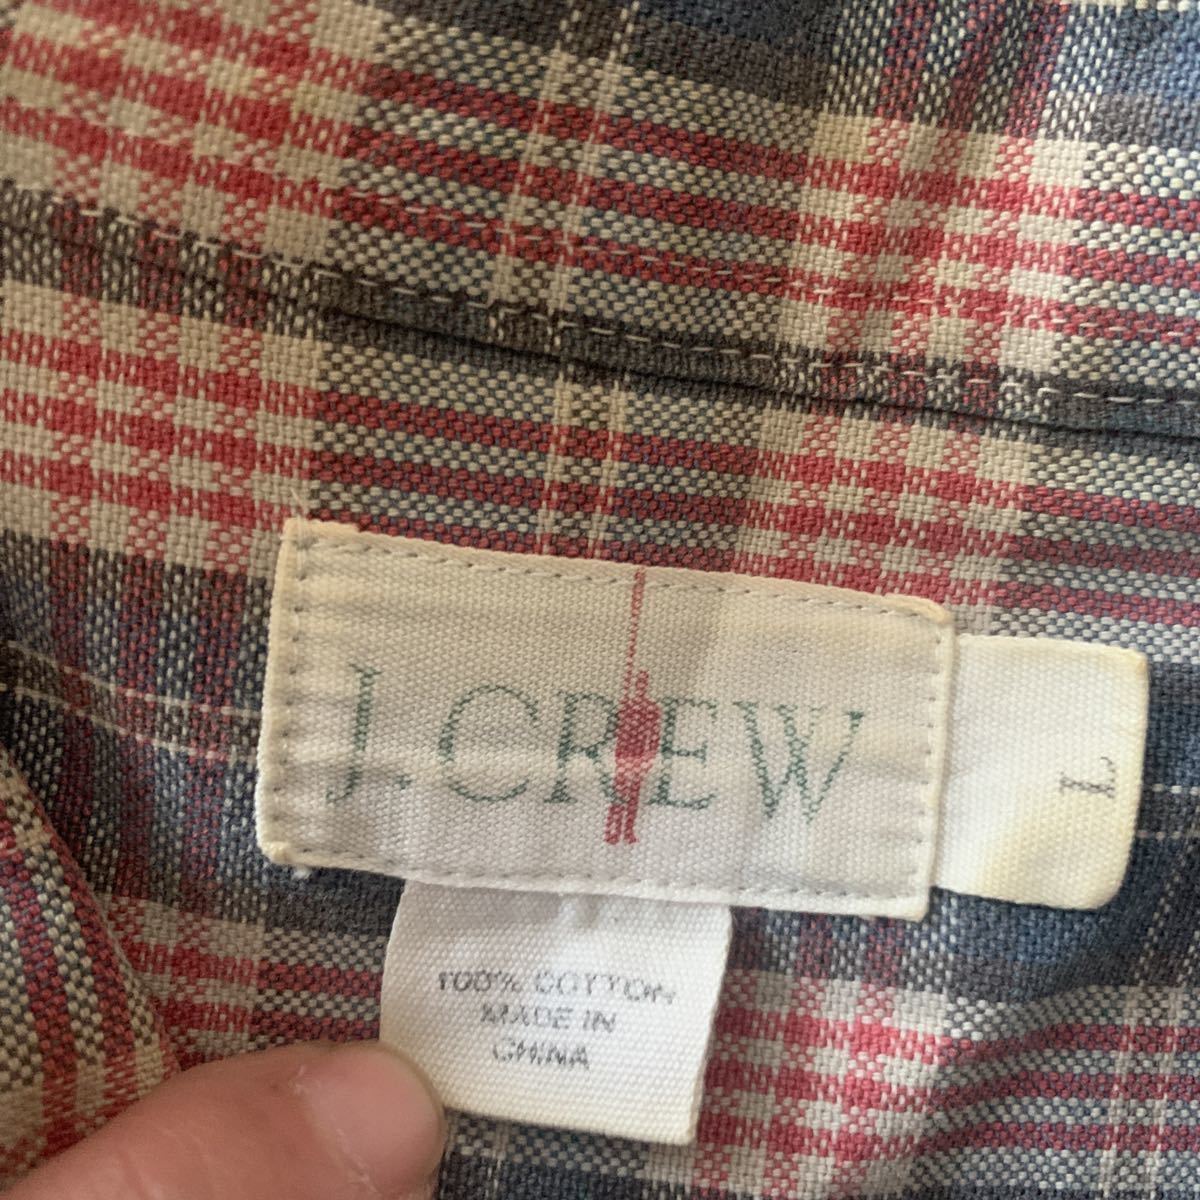 J.CREW
L
100% COTTON
MADE IN
CHINA